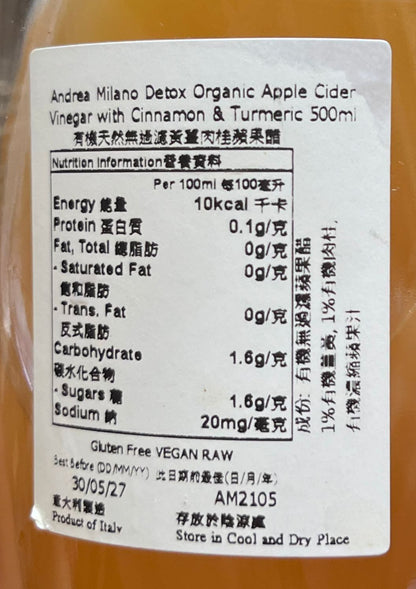 Andrea Milano Detox Organic Apple Cider
Vinegar with Cinnamon & Turmeric 500ml
有機天然無過濾黃薑肉桂蘋果醋
Nutrition Information營養資料
Per 100ml 每100毫升
Energy 能量 10kcal 千卡
Protein 蛋白質 0.1g/克
Fat, Total 總脂肪 0g/克
- Saturated Fat 0g/克
飽和脂肪
- Trans. Fat 0g/克
反式脂肪
Carbohydrate 1.6g/克
碳水化合物
- Sugars 糖 1.6g/克
Sodium 鈉 20mg/毫克
成份: 有機無過濾蘋果醋
1%有機薑黃, 1%有機肉桂,
有機濃縮蘋果汁
Gluten Free VEGAN RAW
Best Before (DD/MM/YY) 此日期前最佳(日/月/年)
30/05/27 AM2105
意大利製造 存放於陰涼處
Product of Italy Store in Cool and Dry Place